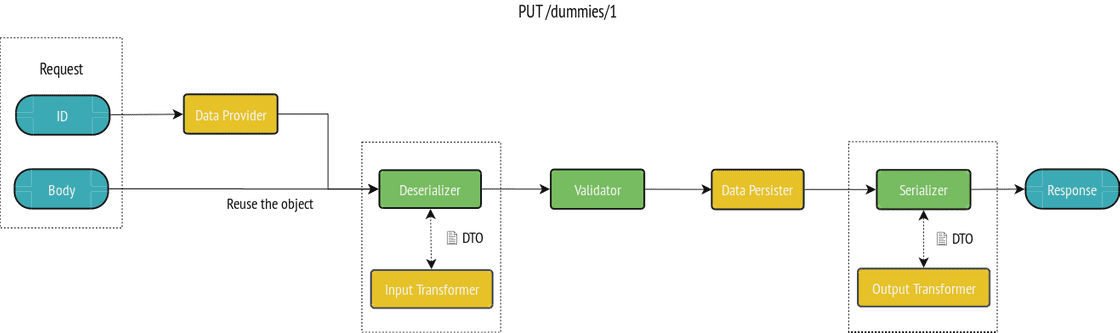 PUT /dummies/1
Request
ID
Data Provider
Body
Reuse the object
Deserializer
DTO
Input Transformer
Validator
Data Persister
Serializer
DTO
Output Transformer
Response